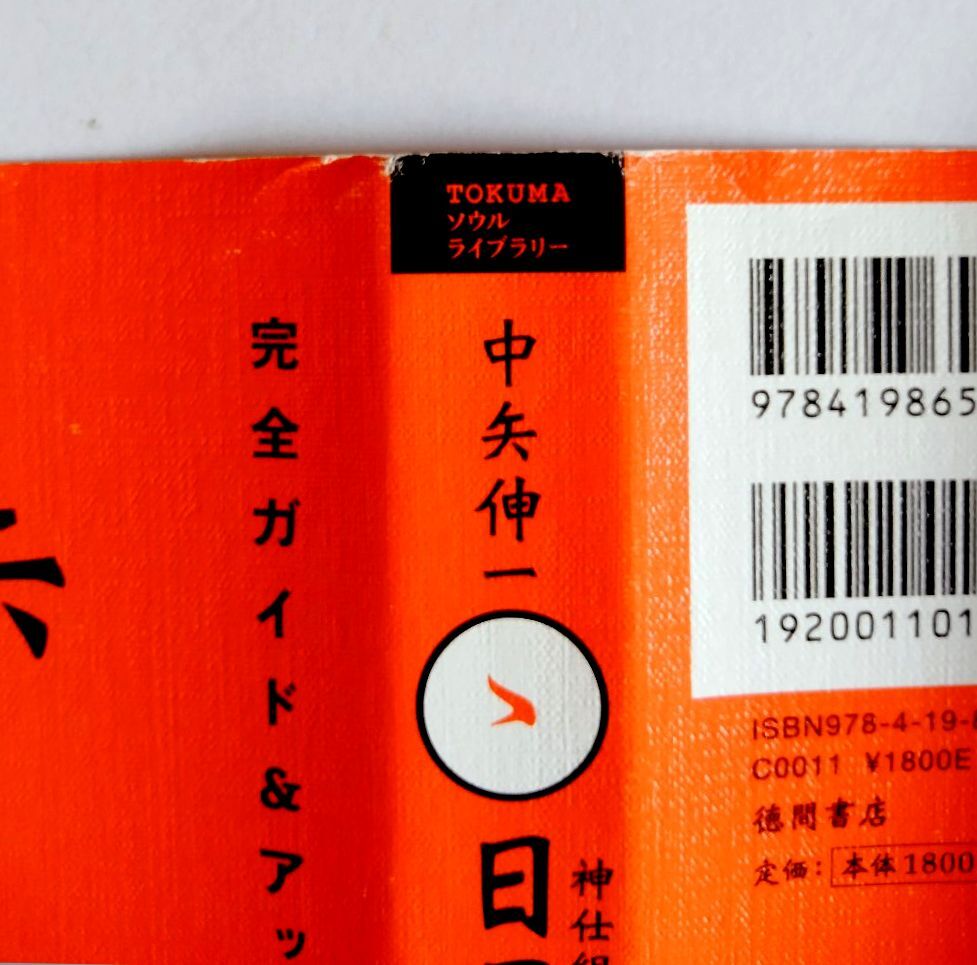 完全ガイド&アッ
TOKUMA
ソウル
ライブラリー
中矢伸一
日
神仕組
978419865
192001101
ISBN978-4-19-
C0011 ¥1800E
徳間書店
定価：本体1800